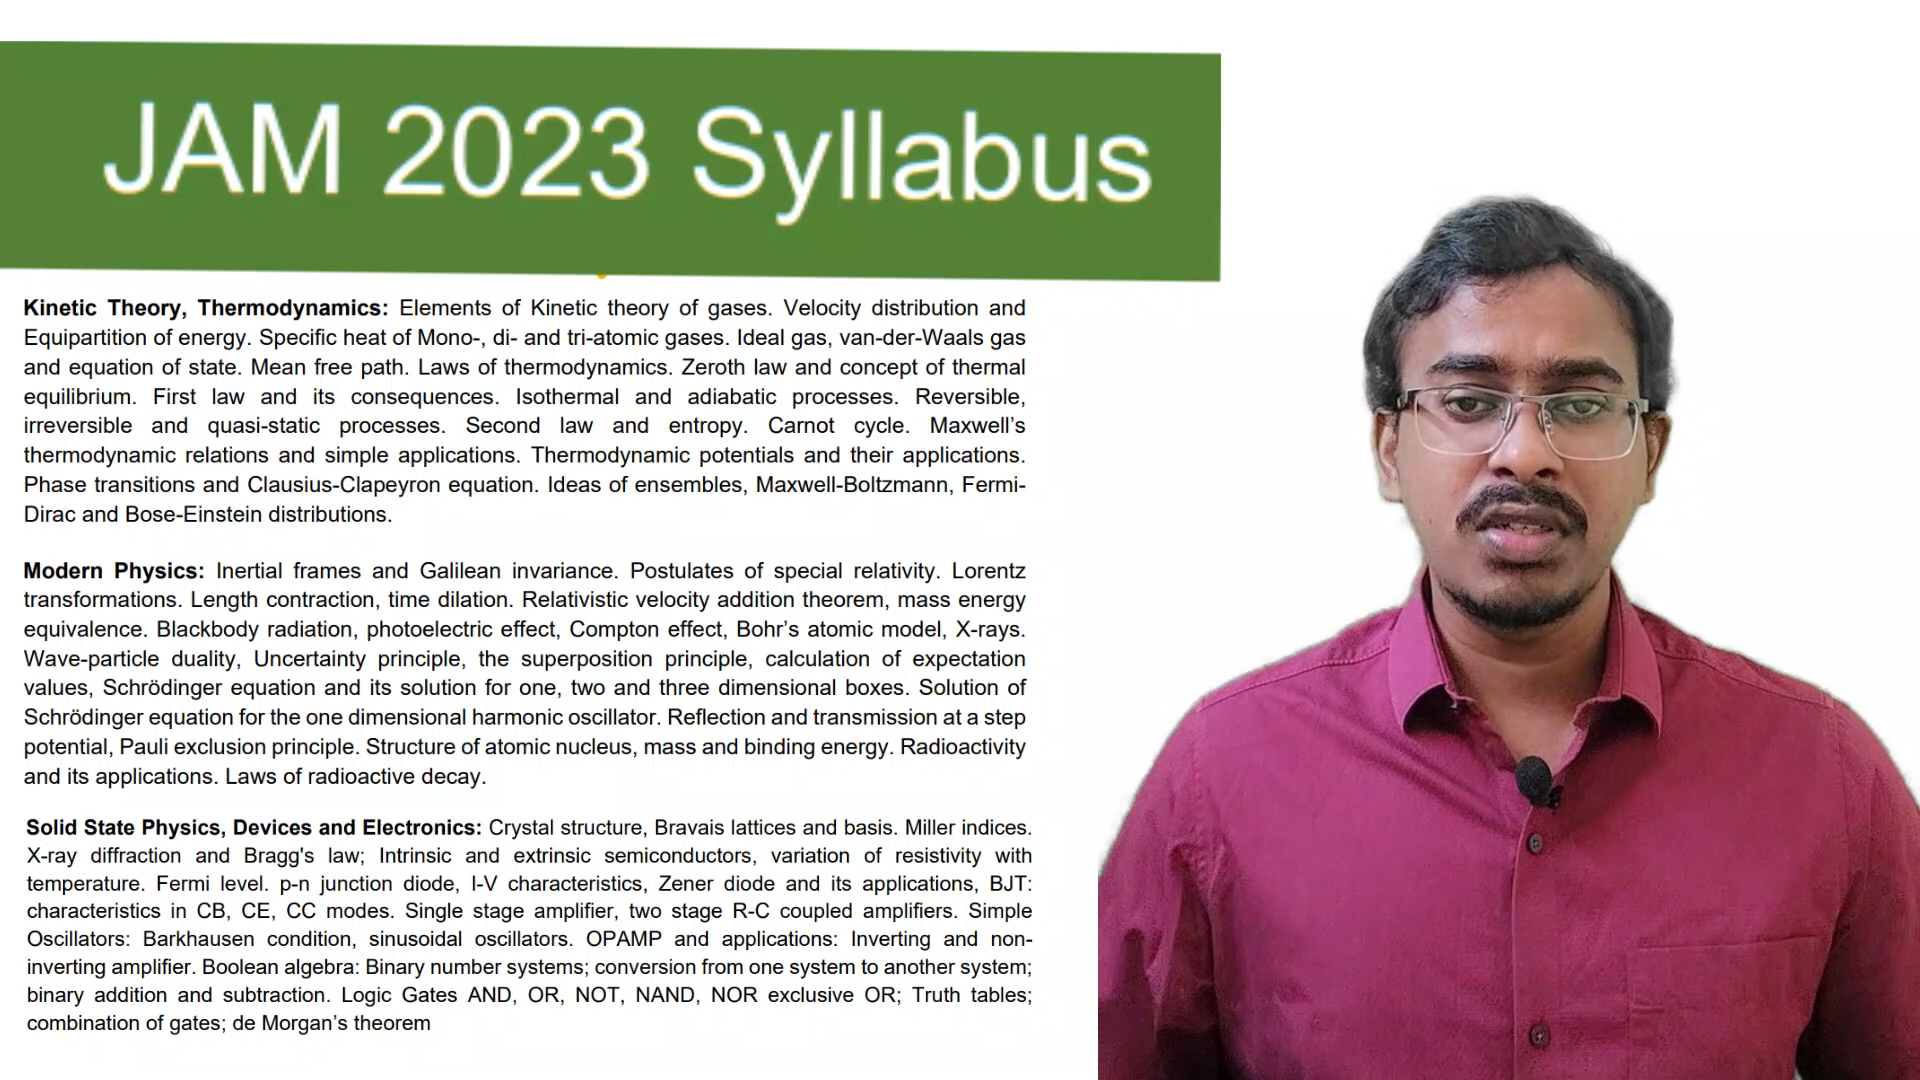 JAM 2023 Syllabus
Kinetic Theory, Thermodynamics: Elements of Kinetic theory of gases. Velocity distribution and
Equipartition of energy. Specific heat of Mono-, di- and tri-atomic gases. Ideal gas, van-der-Waals gas
and equation of state. Mean free path. Laws of thermodynamics. Zeroth law and concept of thermal
equilibrium. First law and its consequences. Isothermal and adiabatic processes. Reversible,
irreversible and quasi-static processes. Second law and entropy. Carnot cycle. Maxwell’s
thermodynamic relations and simple applications. Thermodynamic potentials and their applications.
Phase transitions and Clausius-Clapeyron equation. Ideas of ensembles, Maxwell-Boltzmann, Fermi-
Dirac and Bose-Einstein distributions.
Modern Physics: Inertial frames and Galilean invariance. Postulates of special relativity. Lorentz
transformations. Length contraction, time dilation. Relativistic velocity addition theorem, mass energy
equivalence. Blackbody radiation, photoelectric effect, Compton effect, Bohr’s atomic model, X-rays.
Wave-particle duality, Uncertainty principle, the superposition principle, calculation of expectation
values, Schrödinger equation and its solution for one, two and three dimensional boxes. Solution of
Schrödinger equation for the one dimensional harmonic oscillator. Reflection and transmission at a step
potential, Pauli exclusion principle. Structure of atomic nucleus, mass and binding energy. Radioactivity
and its applications. Laws of radioactive decay.
Solid State Physics, Devices and Electronics: Crystal structure, Bravais lattices and basis. Miller indices.
X-ray diffraction and Bragg's law; Intrinsic and extrinsic semiconductors, variation of resistivity with
temperature. Fermi level. p-n junction diode, I-V characteristics, Zener diode and its applications, BJT:
characteristics in CB, CE, CC modes. Single stage amplifier, two stage R-C coupled amplifiers. Simple
Oscillators: Barkhausen condition, sinusoidal oscillators. OPAMP and applications: Inverting and non-
inverting amplifier. Boolean algebra: Binary number systems; conversion from one system to another system;
binary addition and subtraction. Logic Gates AND, OR, NOT, NAND, NOR exclusive OR; Truth tables;
combination of gates; de Morgan’s theorem